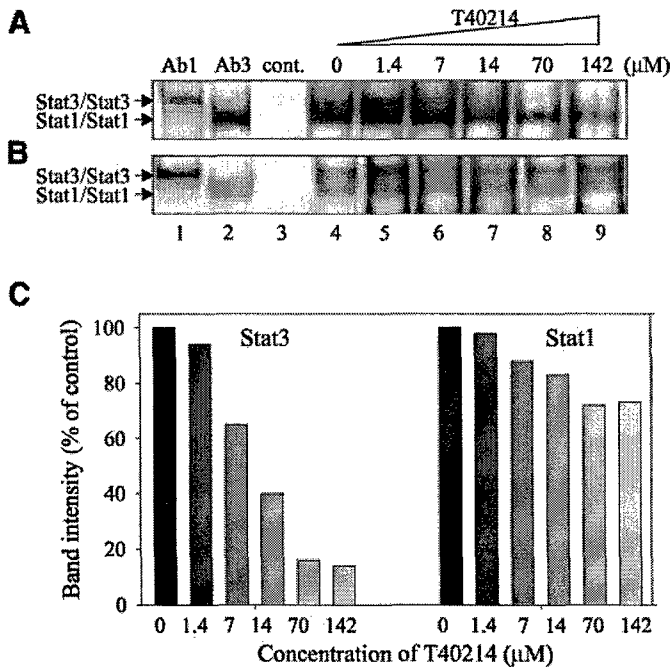 A
T40214
Ab1 Ab3 cont. 0 1.4 7 14 70 142 (μM)
Stat3/Stat3
Stat1/Stat1
B
Stat3/Stat3
Stat1/Stat1
1 2 3 4 5 6 7 8 9
C
Band intensity (% of control)
100
80
60
40
20
0
Stat3 Stat1
0 1.4 7 14 70 142 0 1.4 7 14 70 142
Concentration of T40214 (μM)